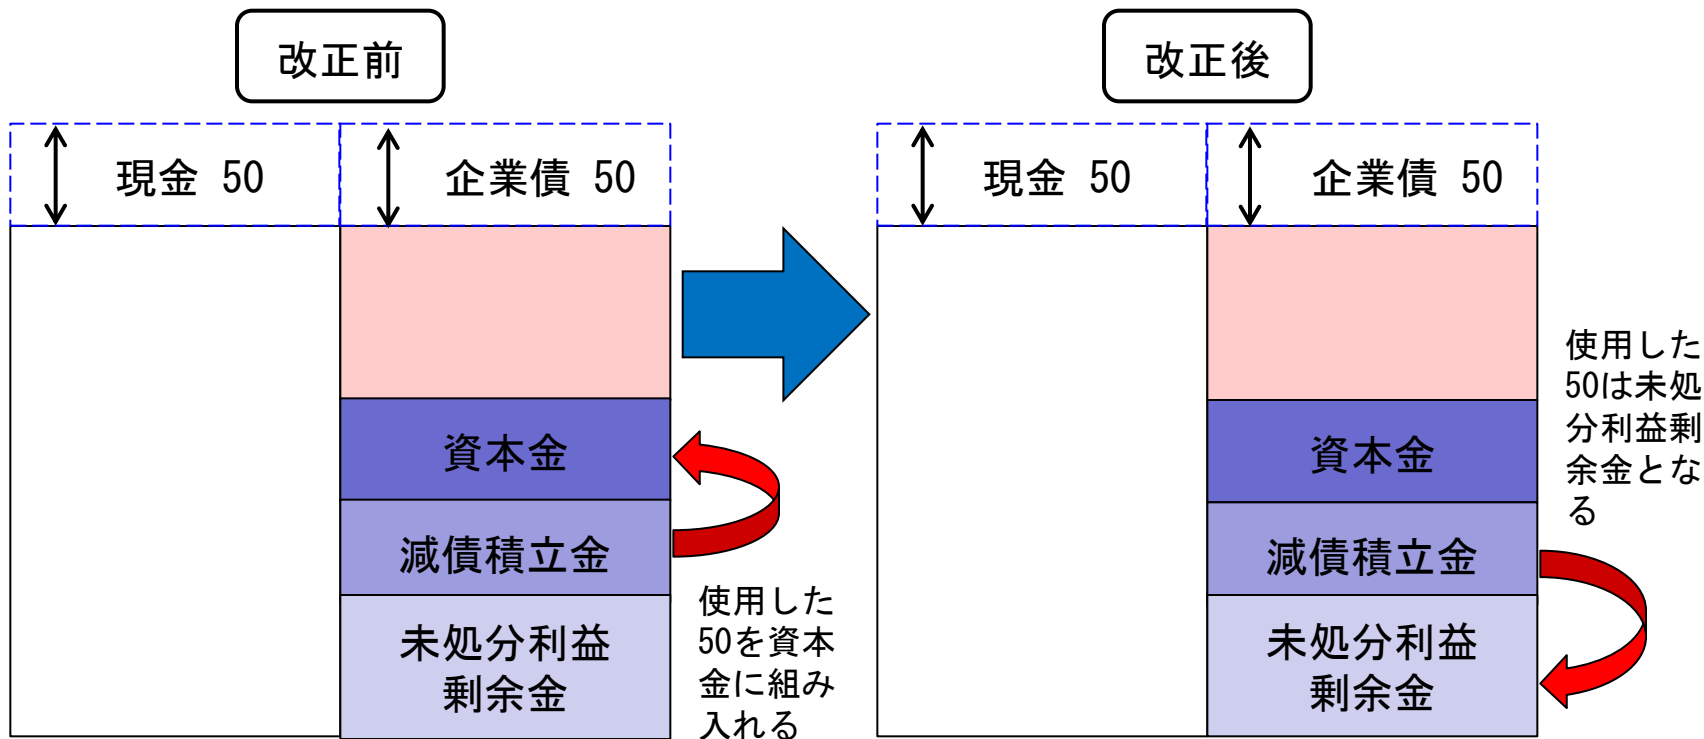 改正前
現金 50
企業債 50
資本金
減債積立金
未処分利益
剰余金
使用した
50を資本
金に組み
入れる
改正後
現金 50
企業債 50
資本金
減債積立金
未処分利益
剰余金
使用した
50は未処
分利益剰
余金とな
る